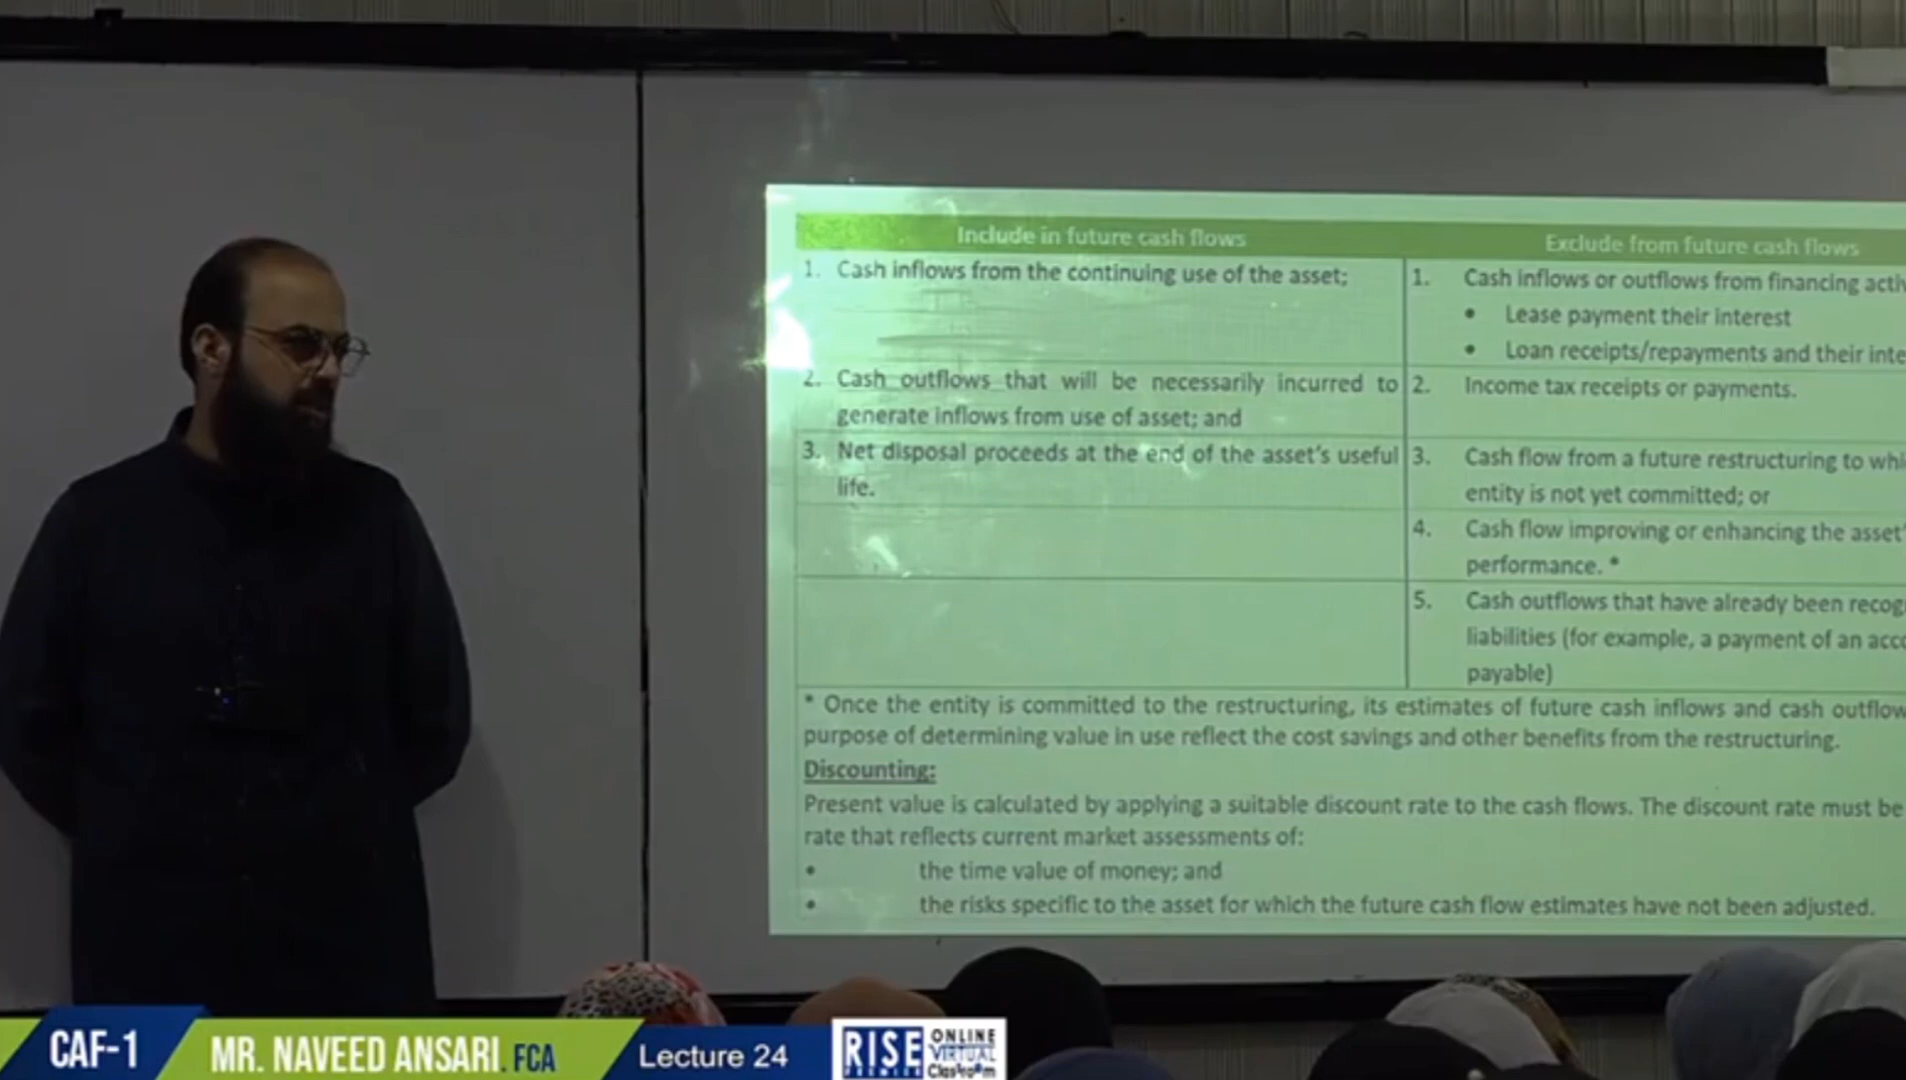 Include in future cash flows
Exclude from future cash flows
1. Cash inflows from the continuing use of the asset;
1. Cash inflows or outflows from financing
• Lease payment their interest
• Loan receipts/repayments and their
2. Cash outflows that will be necessarily incurred to
generate inflows from use of asset; and
2. Income tax receipts or payments.
3. Net disposal proceeds at the end of the asset's useful
life.
3. Cash flow from a future restructuring to
entity is not yet committed; or
4. Cash flow improving or enhancing the asset'
performance. *
5. Cash outflows that have already been
liabilities (for example, a payment of an
payable)
* Once the entity is committed to the restructuring, its estimates of future cash inflows and cash
purpose of determining value in use reflect the cost savings and other benefits from the restructuring.
Discounting:
Present value is calculated by applying a suitable discount rate to the cash flows. The discount rate must be
rate that reflects current market assessments of:
• the time value of money; and
• the risks specific to the asset for which the future cash flow estimates have not been adjusted.
CAF-1
MR. NAVEED ANSARI. FCA
Lecture 24
RISE
ONLINE
VIRTUAL
Classroom